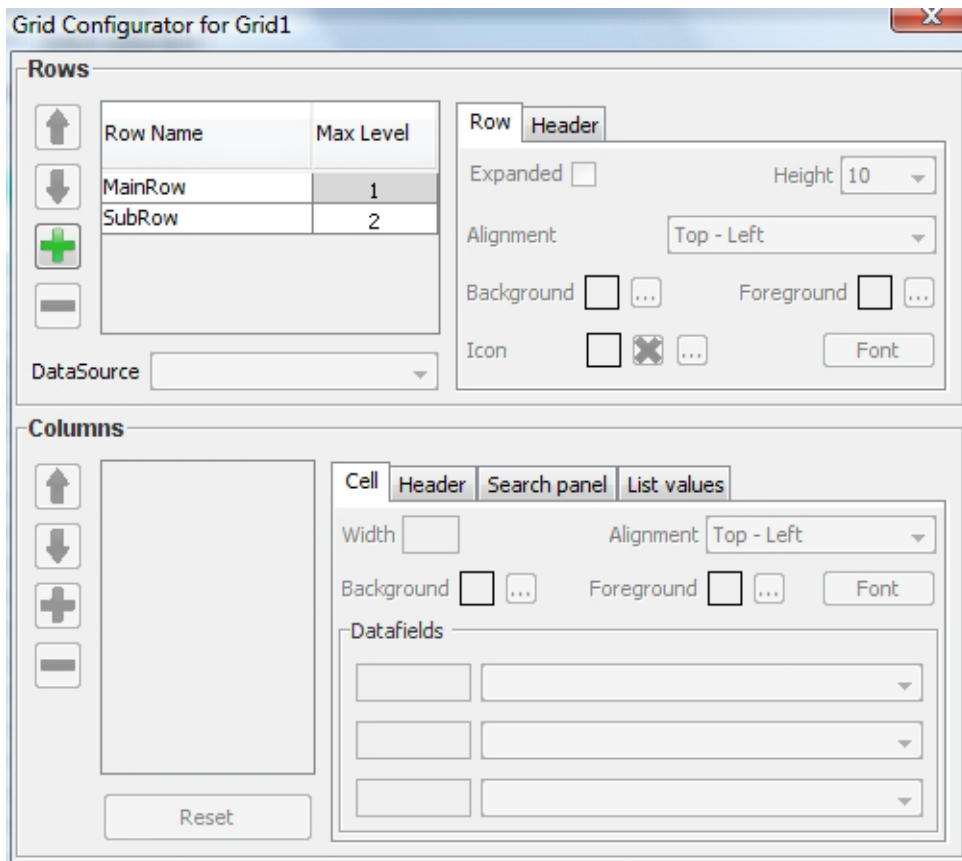 Grid Configurator for Grid1
Rows
Row Name Max Level
MainRow 1
SubRow 2
DataSource
Row Header
Expanded Height 10
Alignment Top - Left
Background ... Foreground ...
Icon ... Font
Columns
Reset
Cell Header Search panel List values
Width Alignment Top - Left
Background ... Foreground ... Font
Datafields